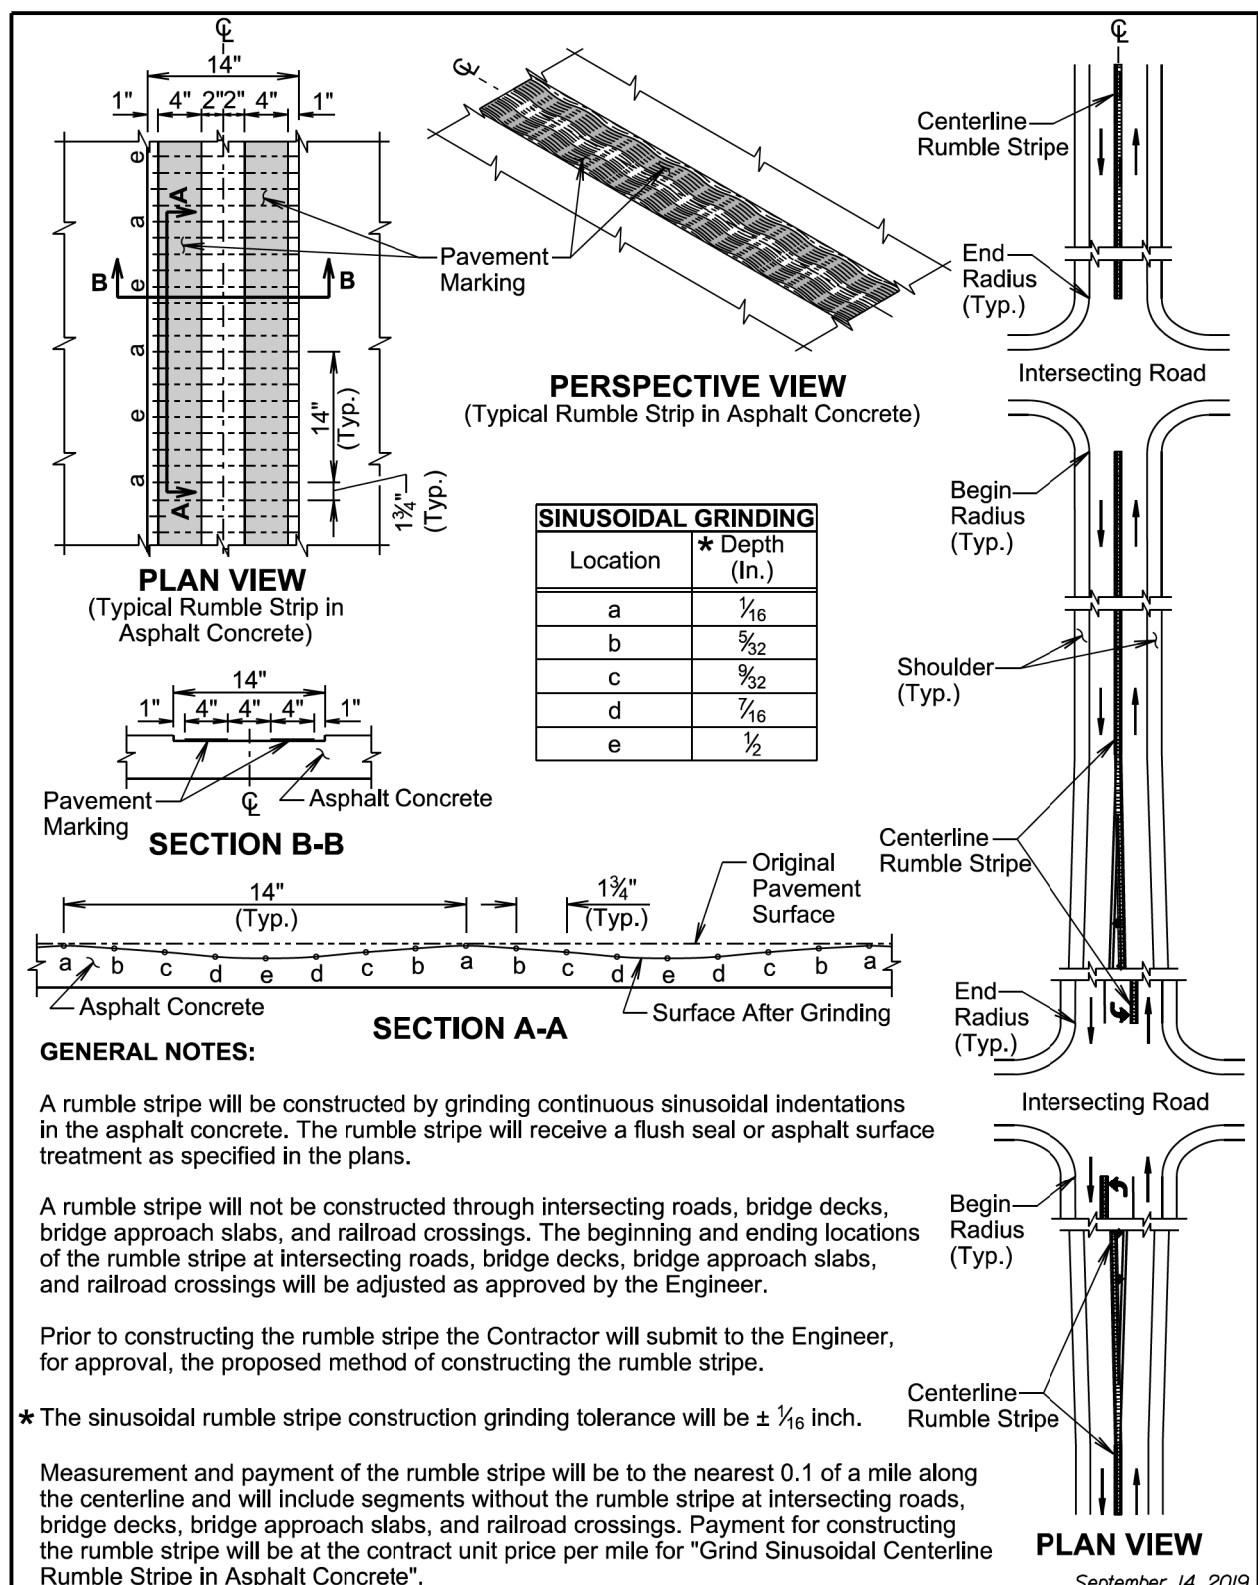 ℄
14"
1" 4" 2" 2" 4" 1"
e
a
e
a
e
a
A
A
B
B
14"
(Typ.)
1¾"
(Typ.)
Pavement
Marking
PLAN VIEW
(Typical Rumble Strip in
Asphalt Concrete)
℄
PERSPECTIVE VIEW
(Typical Rumble Strip in Asphalt Concrete)
SINUSOIDAL GRINDING
Location
* Depth
(In.)
a 1/16
b 5/32
c 9/32
d 7/16
e 1/2
14"
1" 4" 4" 4" 1"
Pavement
Marking
℄
Asphalt Concrete
SECTION B-B
14"
(Typ.)
1¾"
(Typ.)
Original
Pavement
Surface
a b c d e d c b a b c d e d c b a
Asphalt Concrete
Surface After Grinding
SECTION A-A
GENERAL NOTES:
A rumble stripe will be constructed by grinding continuous sinusoidal indentations
in the asphalt concrete. The rumble stripe will receive a flush seal or asphalt surface
treatment as specified in the plans.
A rumble stripe will not be constructed through intersecting roads, bridge decks,
bridge approach slabs, and railroad crossings. The beginning and ending locations
of the rumble stripe at intersecting roads, bridge decks, bridge approach slabs,
and railroad crossings will be adjusted as approved by the Engineer.
Prior to constructing the rumble stripe the Contractor will submit to the Engineer,
for approval, the proposed method of constructing the rumble stripe.
* The sinusoidal rumble stripe construction grinding tolerance will be ± 1/16 inch.
Measurement and payment of the rumble stripe will be to the nearest 0.1 of a mile along
the centerline and will include segments without the rumble stripe at intersecting roads,
bridge decks, bridge approach slabs, and railroad crossings. Payment for constructing
the rumble stripe will be at the contract unit price per mile for "Grind Sinusoidal Centerline
Rumble Stripe in Asphalt Concrete".
℄
Centerline
Rumble Stripe
End
Radius
(Typ.)
Intersecting Road
Begin
Radius
(Typ.)
Shoulder
(Typ.)
Centerline
Rumble Stripe
End
Radius
(Typ.)
Intersecting Road
Begin
Radius
(Typ.)
Centerline
Rumble Stripe
PLAN VIEW
September 14, 2019